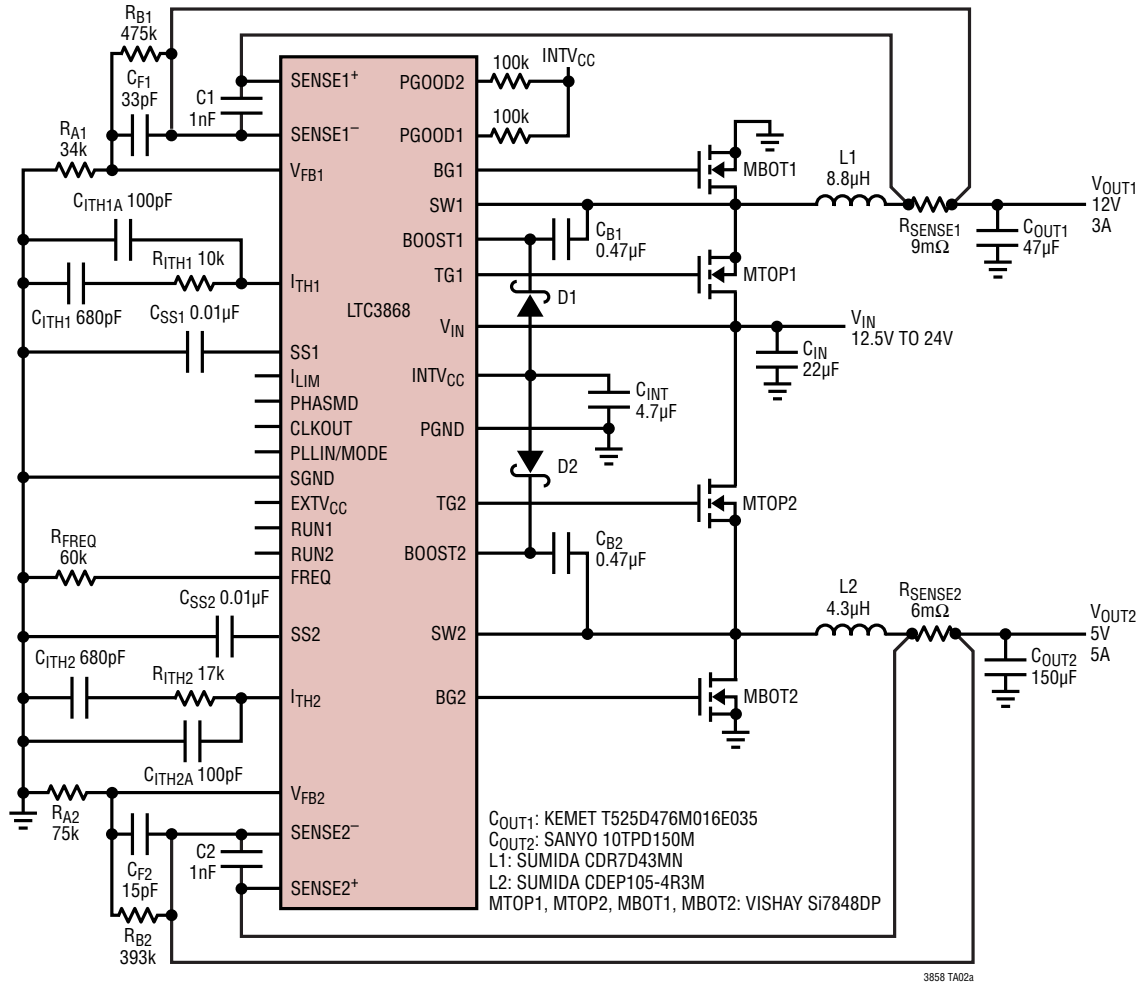 RB1
475k
CF1
33pF
RA1
34k
C1
1nF
CITH1A 100pF
RITH1 10k
CITH1 680pF
CSS1 0.01µF
RFREQ
60k
CSS2 0.01µF
CITH2 680pF
RITH2 17k
CITH2A 100pF
RA2
75k
CF2
15pF
RB2
393k
C2
1nF
SENSE1+
SENSE1–
VFB1
ITH1
SS1
ILIM
PHASMD
CLKOUT
PLLIN/MODE
SGND
EXTVCC
RUN1
RUN2
FREQ
SS2
ITH2
VFB2
SENSE2–
SENSE2+
LTC3868
PGOOD2
PGOOD1
BG1
SW1
BOOST1
TG1
VIN
INTVCC
PGND
TG2
BOOST2
SW2
BG2
100k
INTVCC
100k
MBOT1
CB1
0.47µF
MTOP1
D1
CINT
4.7µF
D2
MTOP2
CB2
0.47µF
MBOT2
L1
8.8µH
RSENSE1
9mΩ
COUT1
47µF
VOUT1
12V
3A
VIN
12.5V TO 24V
CIN
22µF
L2
4.3µH
RSENSE2
6mΩ
COUT2
150µF
VOUT2
5V
5A
COUT1: KEMET T525D476M016E035
COUT2: SANYO 10TPD150M
L1: SUMIDA CDR7D43MN
L2: SUMIDA CDEP105-4R3M
MTOP1, MTOP2, MBOT1, MBOT2: VISHAY Si7848DP
3858 TA02a